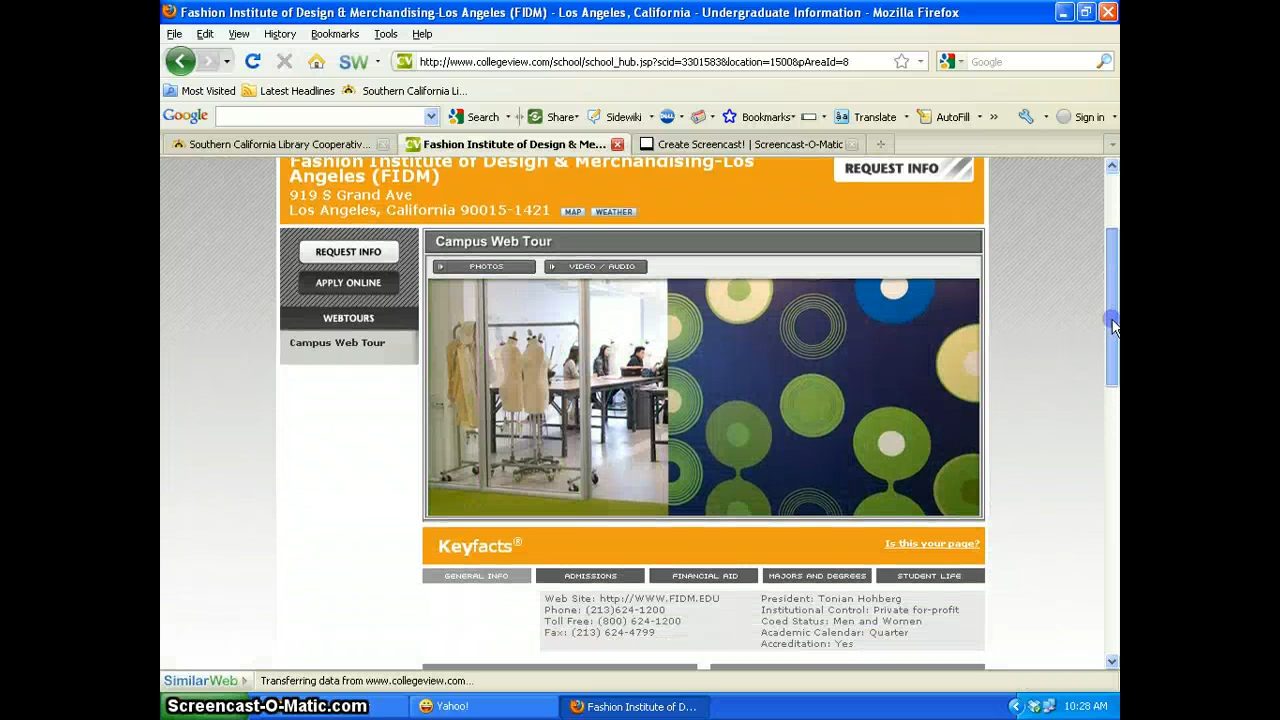 Fashion Institute of Design & Merchandising-Los Angeles (FIDM) - Los Angeles, California - Undergraduate Information - Mozilla Firefox
File Edit View History Bookmarks Tools Help
SW CV http://www.collegeview.com/school/school_hub.jsp?scid=3301583&location=1500&pAreaId=8 Google
Most Visited Latest Headlines Southern California Li...
Google Search Share Sidewiki Bookmarks Translate AutoFill » Sign in
Southern California Library Cooperativ... CV Fashion Institute of Design & Me... Create Screencast! | Screencast-O-Matic
Fashion Institute of Design & Merchandising-Los
Angeles (FIDM)
919 S Grand Ave
Los Angeles, California 90015-1421 MAP WEATHER
REQUEST INFO
REQUEST INFO
APPLY ONLINE
WEBTOURS
Campus Web Tour
Campus Web Tour
PHOTOS VIDEO / AUDIO
Keyfacts® Is this your page?
GENERAL INFO ADMISSIONS FINANCIAL AID MAJORS AND DEGREES STUDENT LIFE
Web Site: http://WWW.FIDM.EDU
Phone: (213)624-1200
Toll Free: (800) 624-1200
Fax: (213) 624-4799
President: Tonian Hohberg
Institutional Control: Private for-profit
Coed Status: Men and Women
Academic Calendar: Quarter
Accreditation: Yes
SimilarWeb Transferring data from www.collegeview.com...
Screencast-O-Matic.com Yahoo! Fashion Institute of D... 10:28 AM